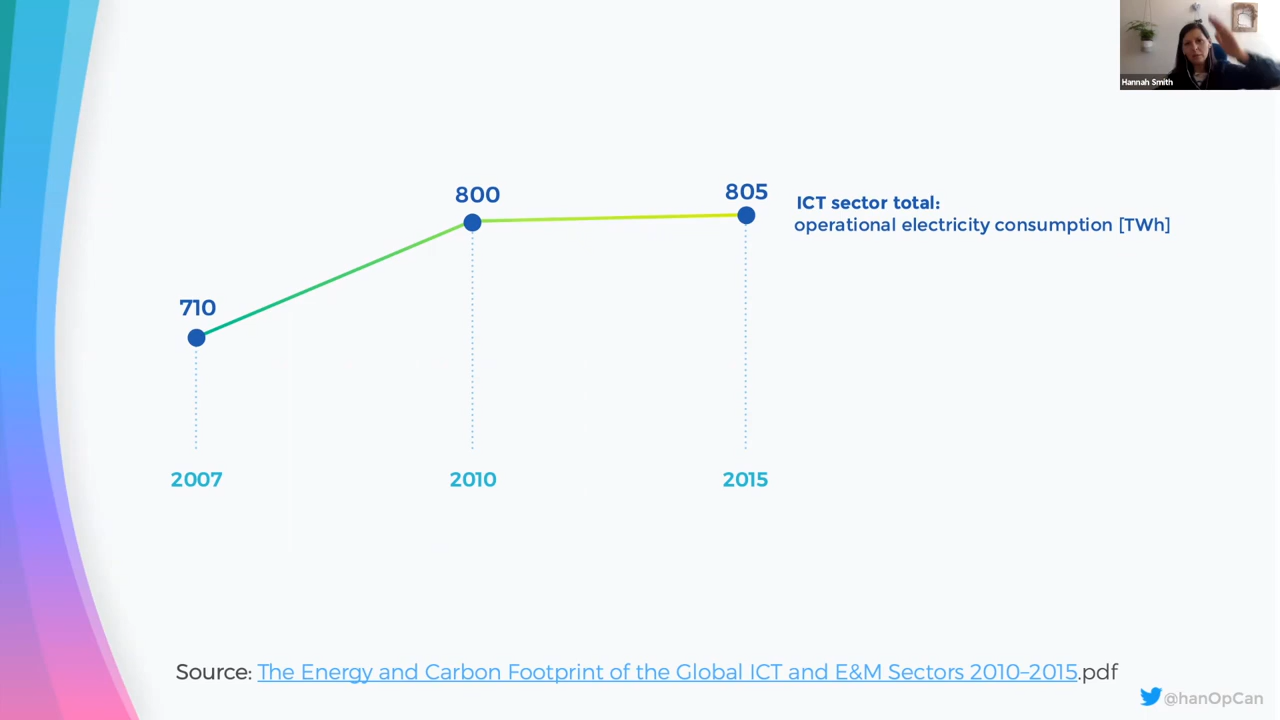 Hannah Smith
710
800
805
ICT sector total:
operational electricity consumption [TWh]
2007
2010
2015
Source: The Energy and Carbon Footprint of the Global ICT and E&M Sectors 2010–2015.pdf
@hanOpCan